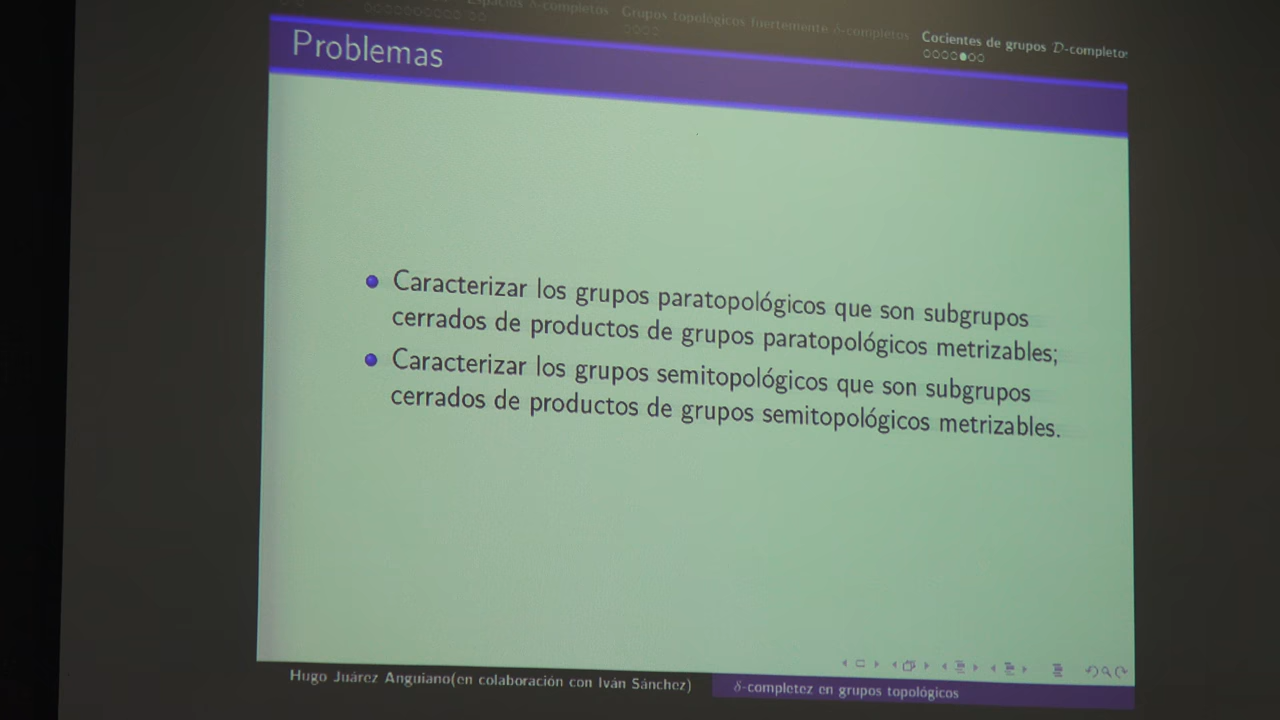 Espacios δ-completos
Grupos topológicos fuertemente δ-completos
Cocientes de grupos D-completos
Problemas
Caracterizar los grupos paratopológicos que son subgrupos
cerrados de productos de grupos paratopológicos metrizables;
Caracterizar los grupos semitopológicos que son subgrupos
cerrados de productos de grupos semitopológicos metrizables.
Hugo Juárez Anguiano(en colaboración con Iván Sánchez)
δ-completez en grupos topológicos